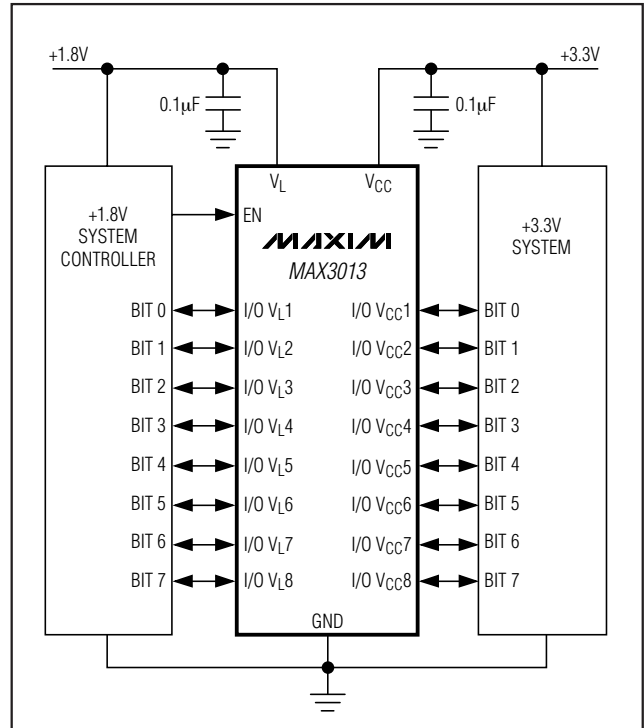 +1.8V
+3.3V
0.1µF
0.1µF
VL
VCC
+1.8V
SYSTEM
CONTROLLER
EN
MAXIM
MAX3013
+3.3V
SYSTEM
BIT 0 I/O VL1 I/O VCC1 BIT 0
BIT 1 I/O VL2 I/O VCC2 BIT 1
BIT 2 I/O VL3 I/O VCC3 BIT 2
BIT 3 I/O VL4 I/O VCC4 BIT 3
BIT 4 I/O VL5 I/O VCC5 BIT 4
BIT 5 I/O VL6 I/O VCC6 BIT 5
BIT 6 I/O VL7 I/O VCC7 BIT 6
BIT 7 I/O VL8 I/O VCC8 BIT 7
GND